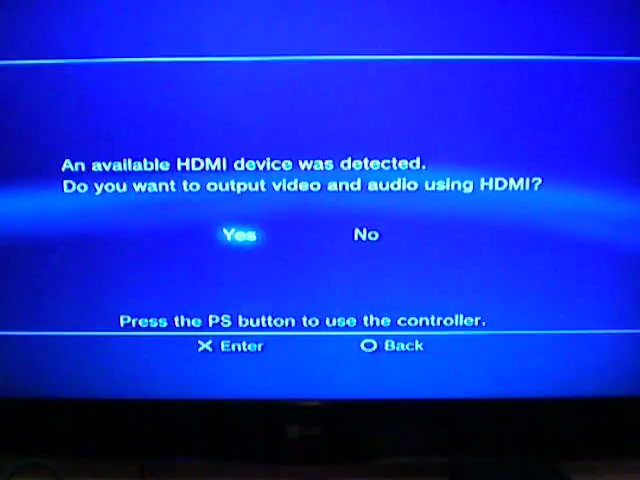 An available HDMI device was detected.
Do you want to output video and audio using HDMI?
Yes No
Press the PS button to use the controller.
Enter Back
LG